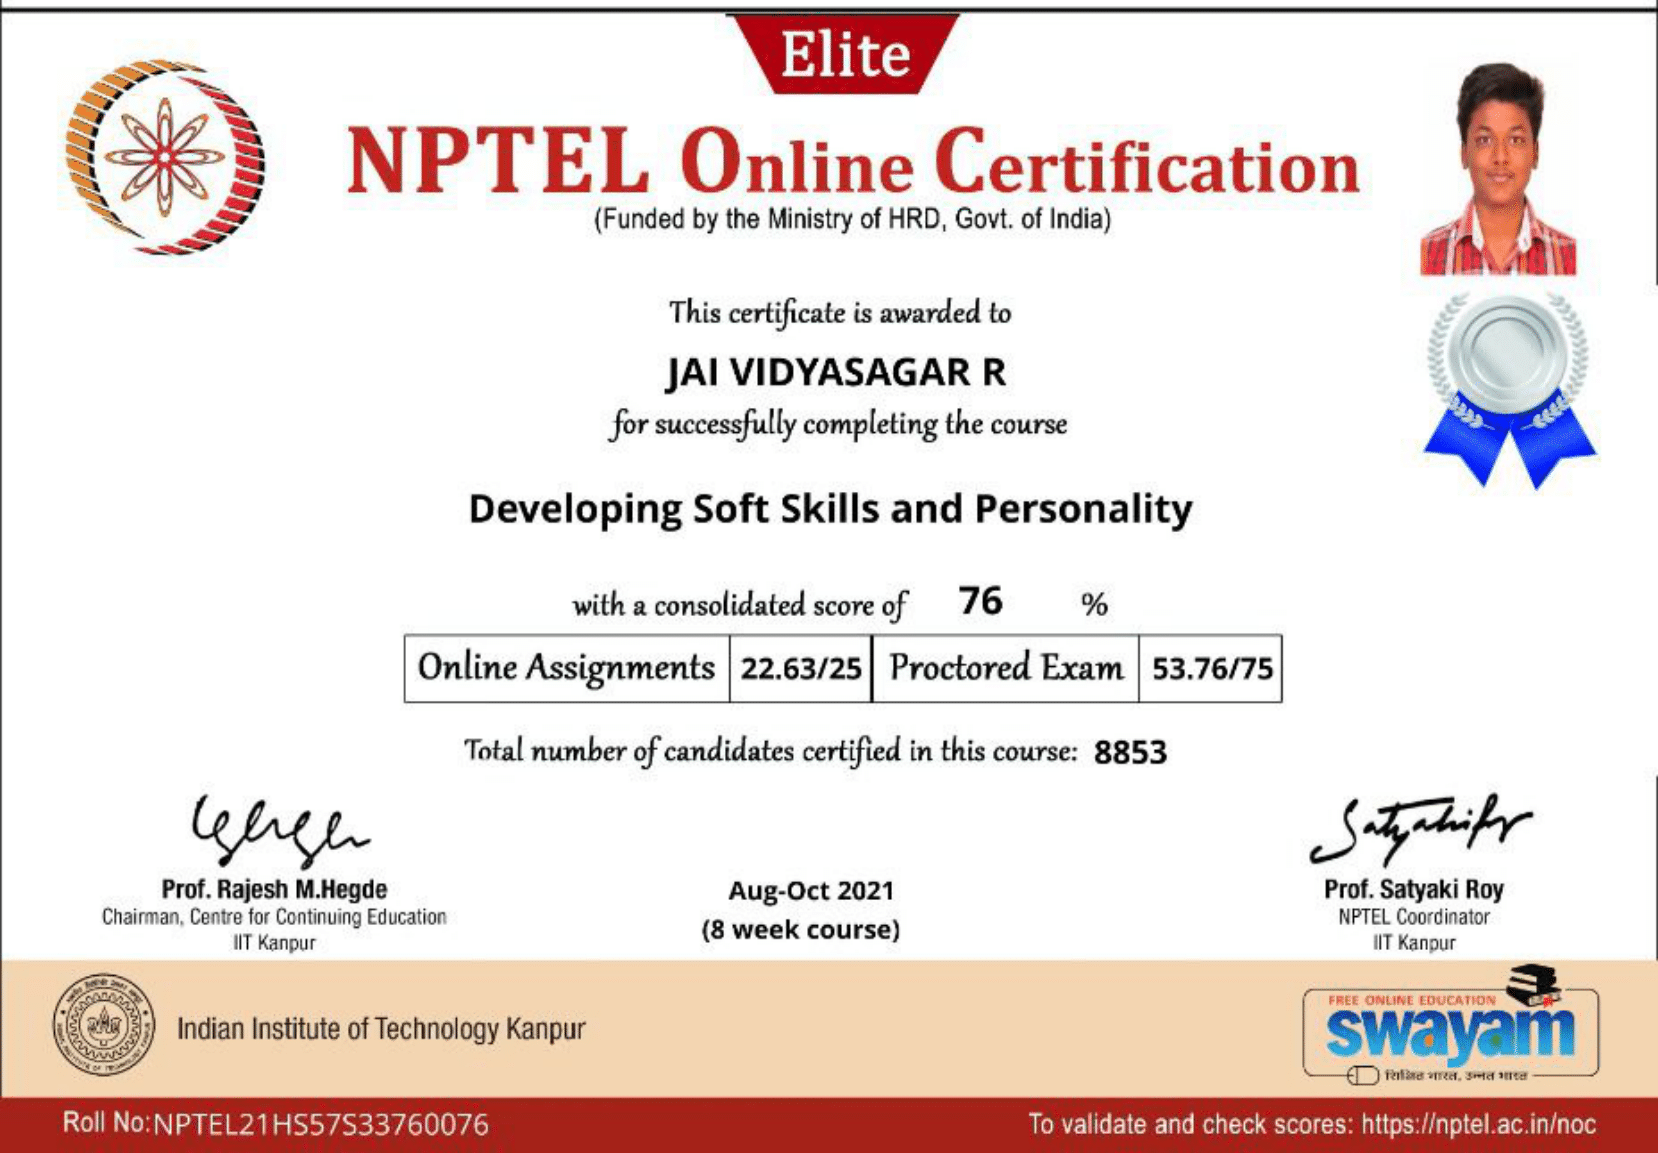 Elite
NPTEL Online Certification
(Funded by the Ministry of HRD, Govt. of India)
This certificate is awarded to
JAI VIDYASAGAR R
for successfully completing the course
Developing Soft Skills and Personality
with a consolidated score of 76 %
Online Assignments 22.63/25 Proctored Exam 53.76/75
Total number of candidates certified in this course: 8853
Prof. Rajesh M.Hegde
Chairman, Centre for Continuing Education
IIT Kanpur
Aug-Oct 2021
(8 week course)
Prof. Satyaki Roy
NPTEL Coordinator
IIT Kanpur
Indian Institute of Technology Kanpur
FREE ONLINE EDUCATION
swayam
शिक्षित भारत, उन्नत भारत
Roll No:NPTEL21HS57S33760076
To validate and check scores: https://nptel.ac.in/noc